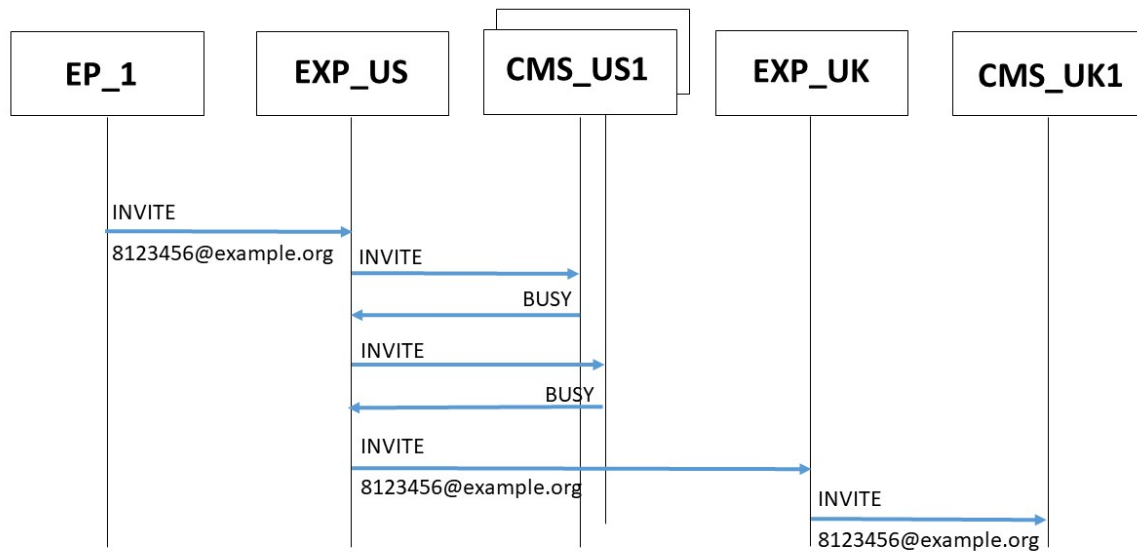 EP_1
EXP_US
CMS_US1
EXP_UK
CMS_UK1
INVITE
8123456@example.org
INVITE
BUSY
INVITE
BUSY
INVITE
8123456@example.org
INVITE
8123456@example.org